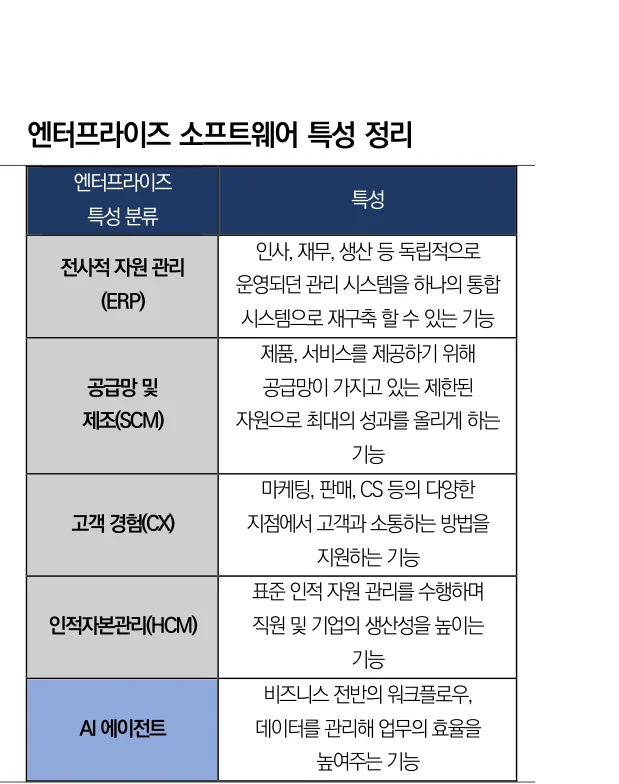 엔터프라이즈 소프트웨어 특성 정리
엔터프라이즈
특성 분류
특성
전사적 자원 관리
(ERP)
인사, 재무, 생산 등 독립적으로
운영되던 관리 시스템을 하나의 통합
시스템으로 재구축 할 수 있는 기능
공급망 및
제조(SCM)
제품, 서비스를 제공하기 위해
공급망이 가지고 있는 제한된
자원으로 최대의 성과를 올리게 하는
기능
고객 경험(CX)
마케팅, 판매, CS 등의 다양한
지점에서 고객과 소통하는 방법을
지원하는 기능
인적자본관리(HCM)
표준 인적 자원 관리를 수행하며
직원 및 기업의 생산성을 높이는
기능
AI 에이전트
비즈니스 전반의 워크플로우,
데이터를 관리해 업무의 효율을
높여주는 기능